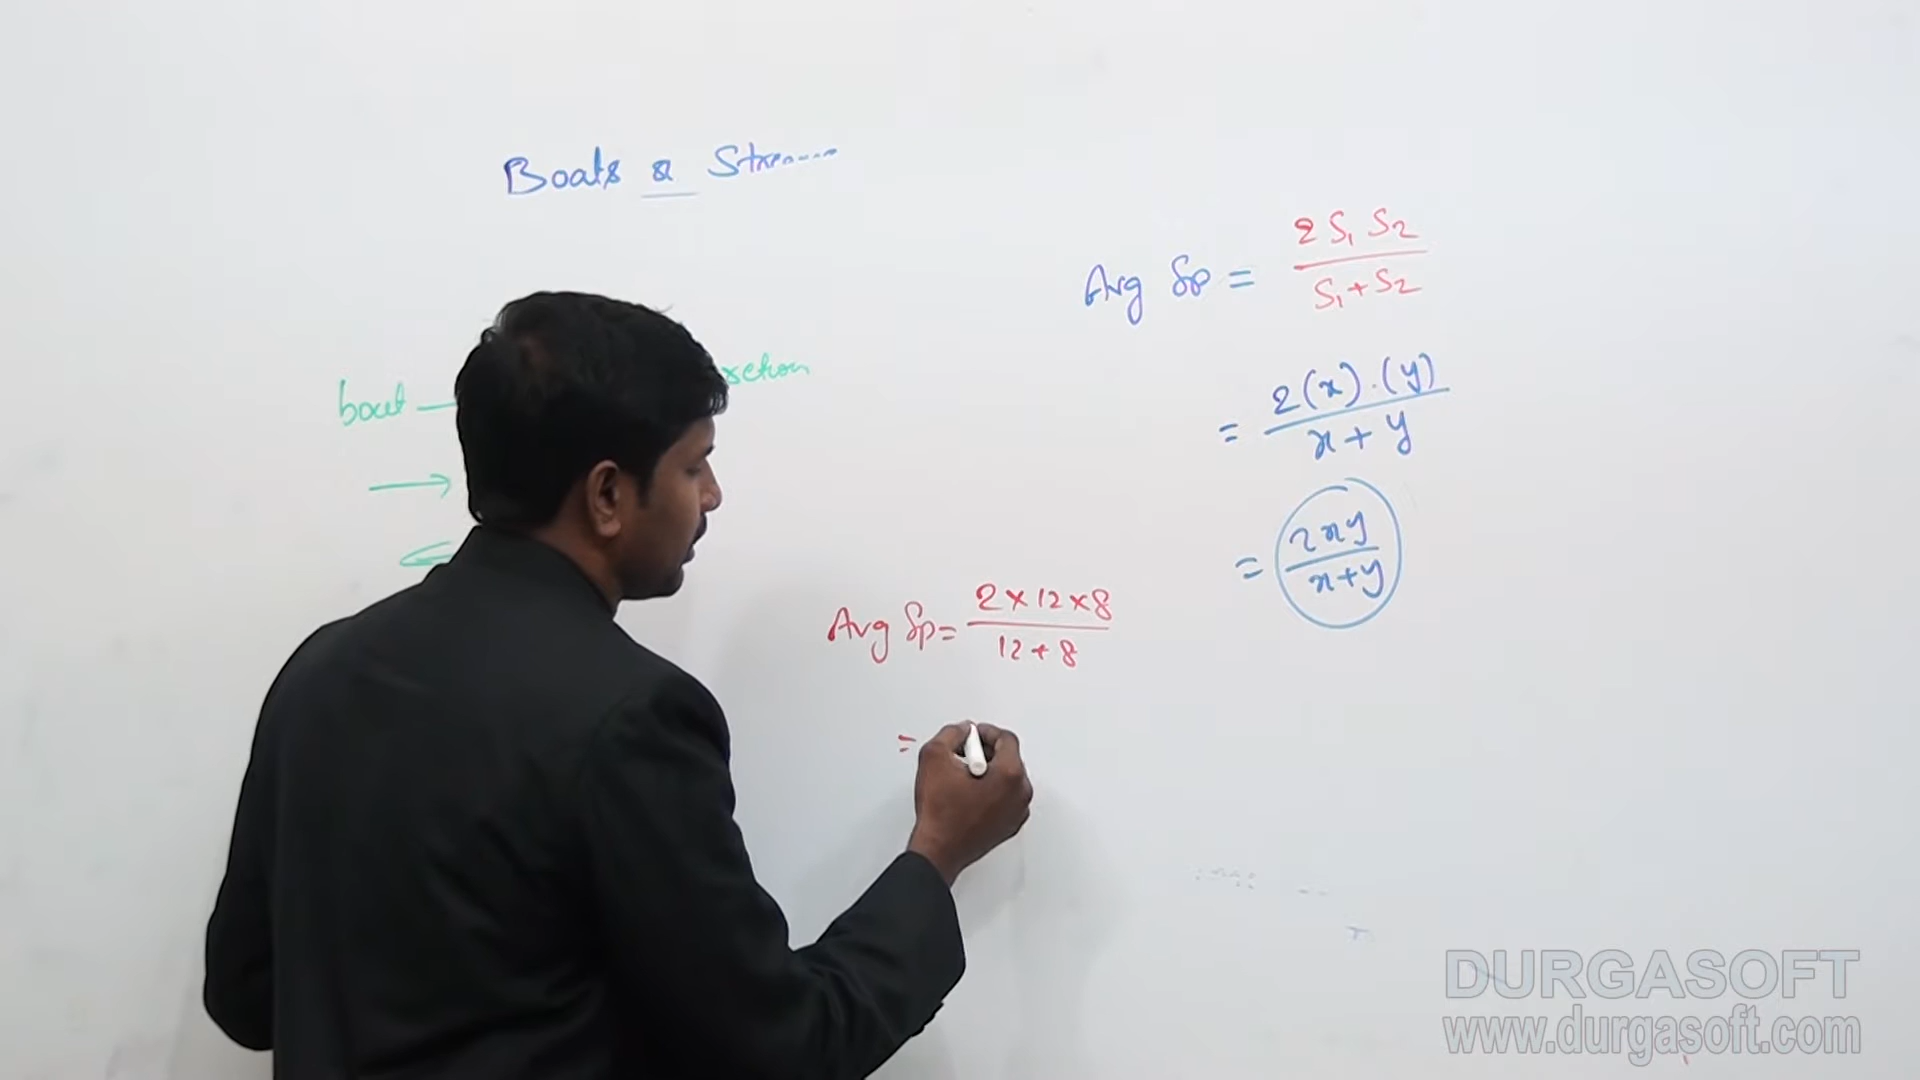 Boats &
Avg Sp = 2 S₁ S₂ / S₁ + S₂
= 2(x).(y) / x + y
= 2xy / x+y
boat
Avg Sp = 2 × 12 × 8 / 12 + 8
=
DURGASOFT
www.durgasoft.com